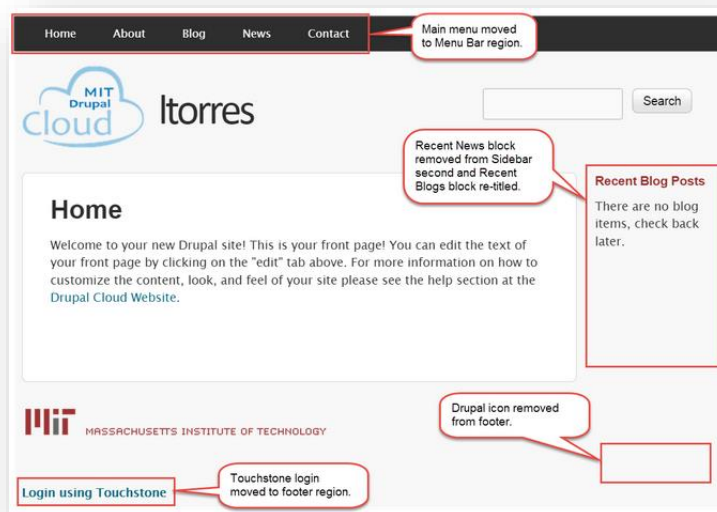 Home About Blog News Contact
Main menu moved
to Menu Bar region.
MIT
Drupal
Cloud
ltorres
Search
Recent News block
removed from Sidebar
second and Recent
Blogs block re-titled.
Recent Blog Posts
There are no blog
items, check back
later.
Home
Welcome to your new Drupal site! This is your front page! You can edit the text of
your front page by clicking on the "edit" tab above. For more information on how to
customize the content, look, and feel of your site please see the help section at the
Drupal Cloud Website.
Drupal icon removed
from footer.
MIT MASSACHUSETTS INSTITUTE OF TECHNOLOGY
Touchstone login
moved to footer region.
Login using Touchstone